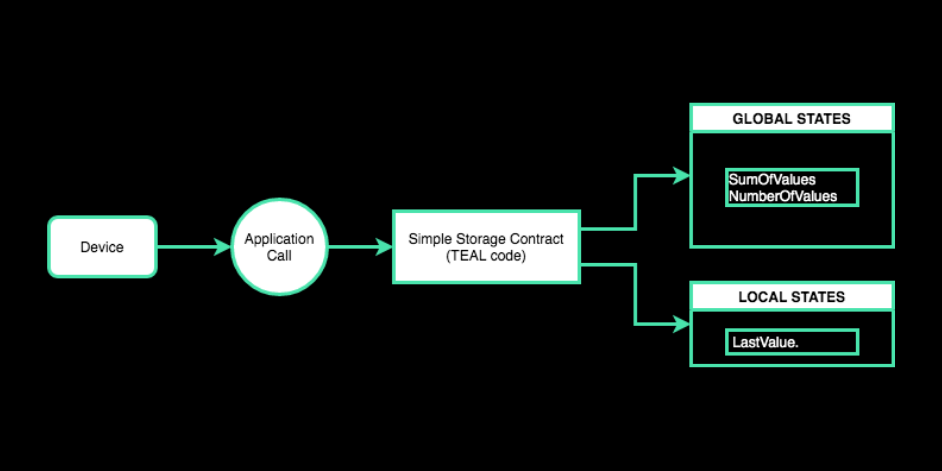 Device
Application
Call
Simple Storage Contract
(TEAL code)
GLOBAL STATES
SumOfValues
NumberOfValues
LOCAL STATES
LastValue.